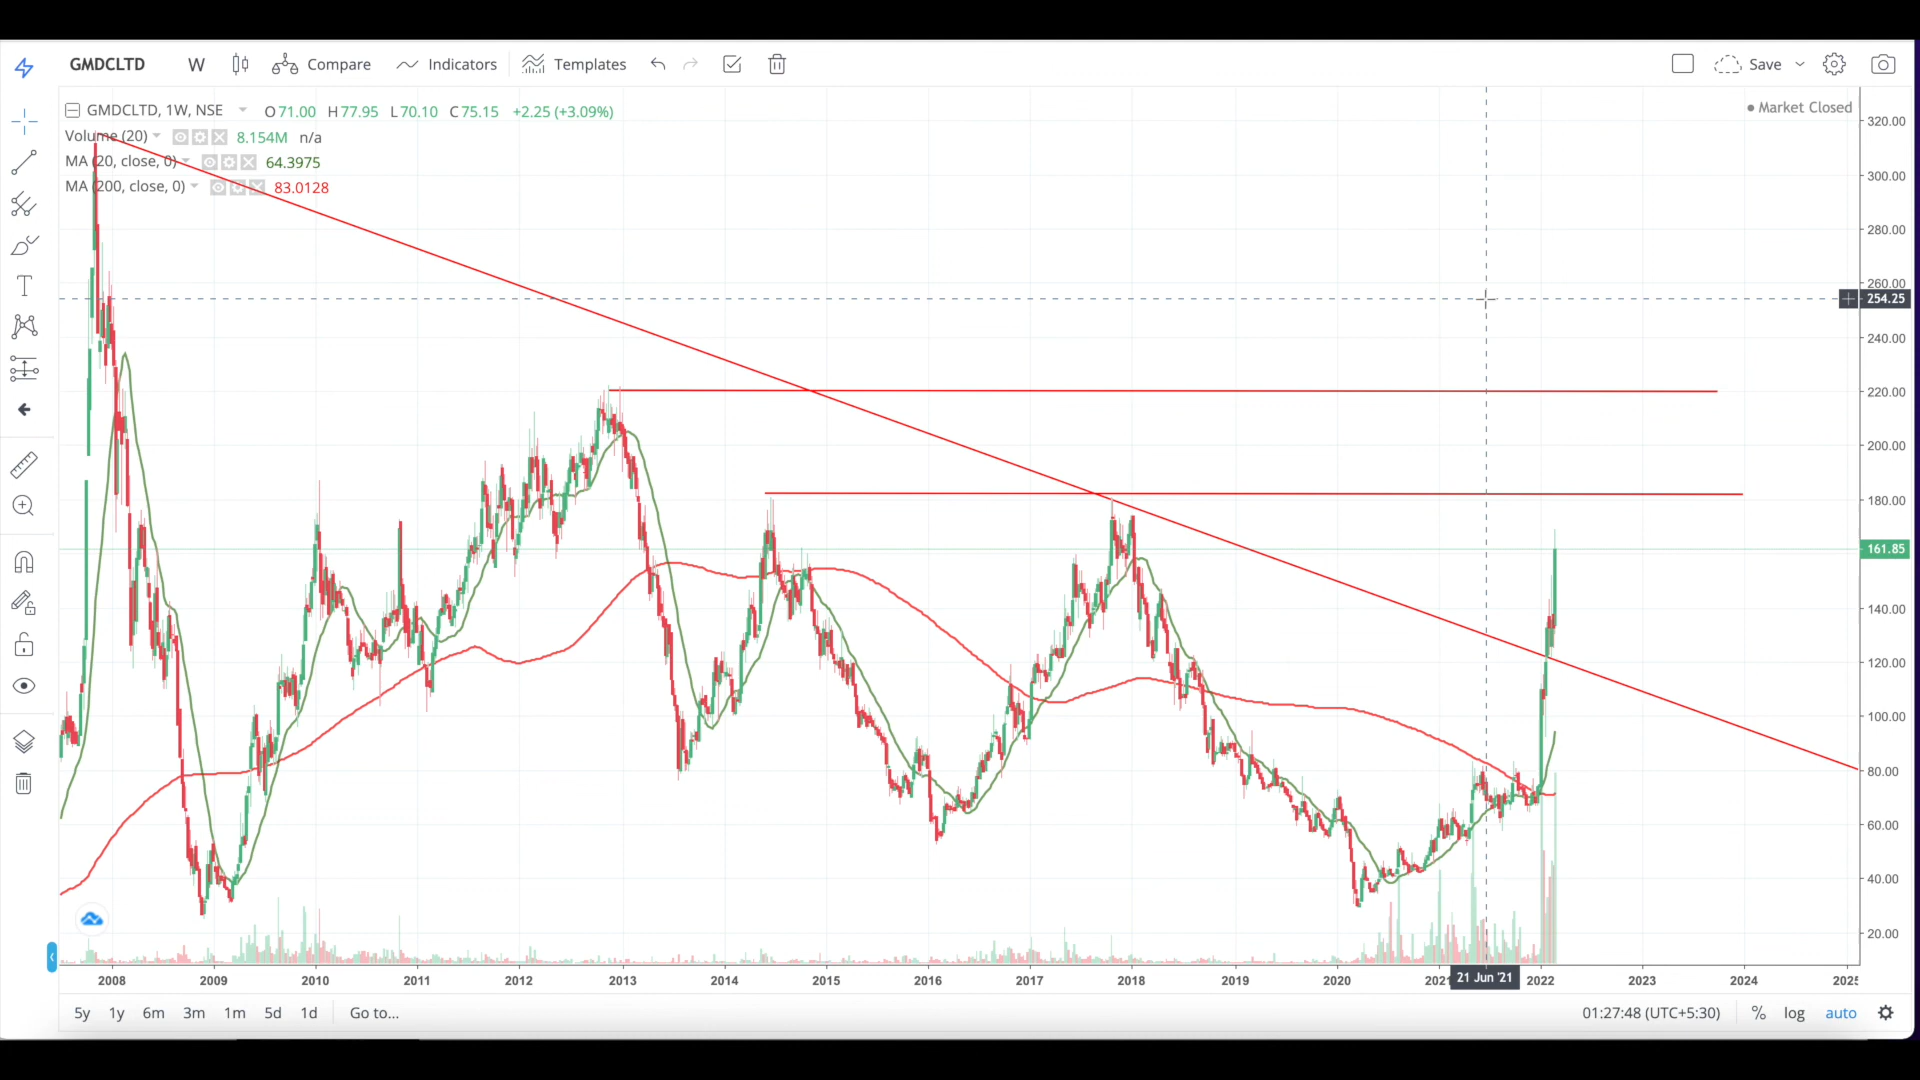 GMDCLTD W Compare Indicators Templates Save
GMDCLTD, 1W, NSE O71.00 H77.95 L70.10 C75.15 +2.25 (+3.09%)
Market Closed
Volume (20) 8.154M n/a
MA (20, close, 0) 64.3975
MA (200, close, 0) 83.0128
320.00
300.00
280.00
260.00
254.25
240.00
220.00
200.00
180.00
161.85
140.00
120.00
100.00
80.00
60.00
40.00
20.00
2008 2009 2010 2011 2012 2013 2014 2015 2016 2017 2018 2019 2020 2021 21 Jun '21 2022 2023 2024 2025
5y 1y 6m 3m 1m 5d 1d Go to... 01:27:48 (UTC+5:30) % log auto